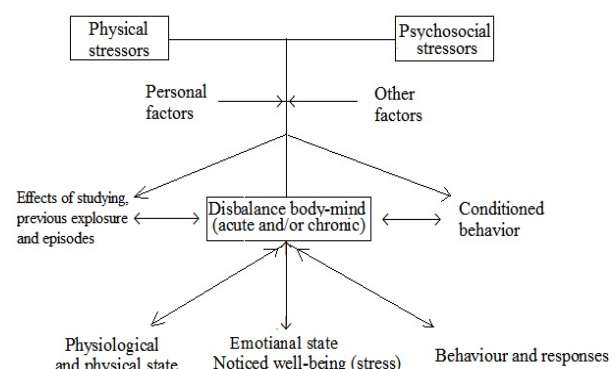 Physical
stressors
Psychosocial
stressors
Personal
factors
Other
factors
Effects of studying,
previous explosure
and episodes
Disbalance body-mind
(acute and/or chronic)
Conditioned
behavior
Physiological
and physical state
Emotianal state
Noticed well-being (stress)
Behaviour and responses